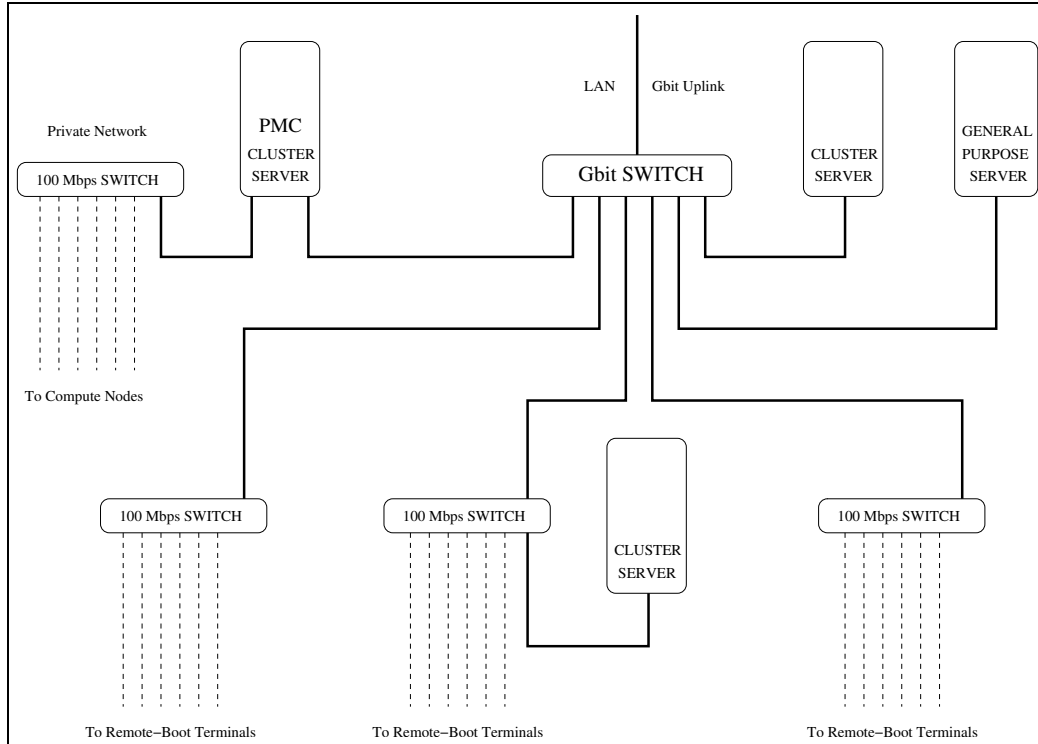 LAN
Gbit Uplink
Private Network
PMC
CLUSTER
SERVER
100 Mbps SWITCH
Gbit SWITCH
CLUSTER
SERVER
GENERAL
PURPOSE
SERVER
To Compute Nodes
100 Mbps SWITCH
100 Mbps SWITCH
CLUSTER
SERVER
100 Mbps SWITCH
To Remote−Boot Terminals
To Remote−Boot Terminals
To Remote−Boot Terminals